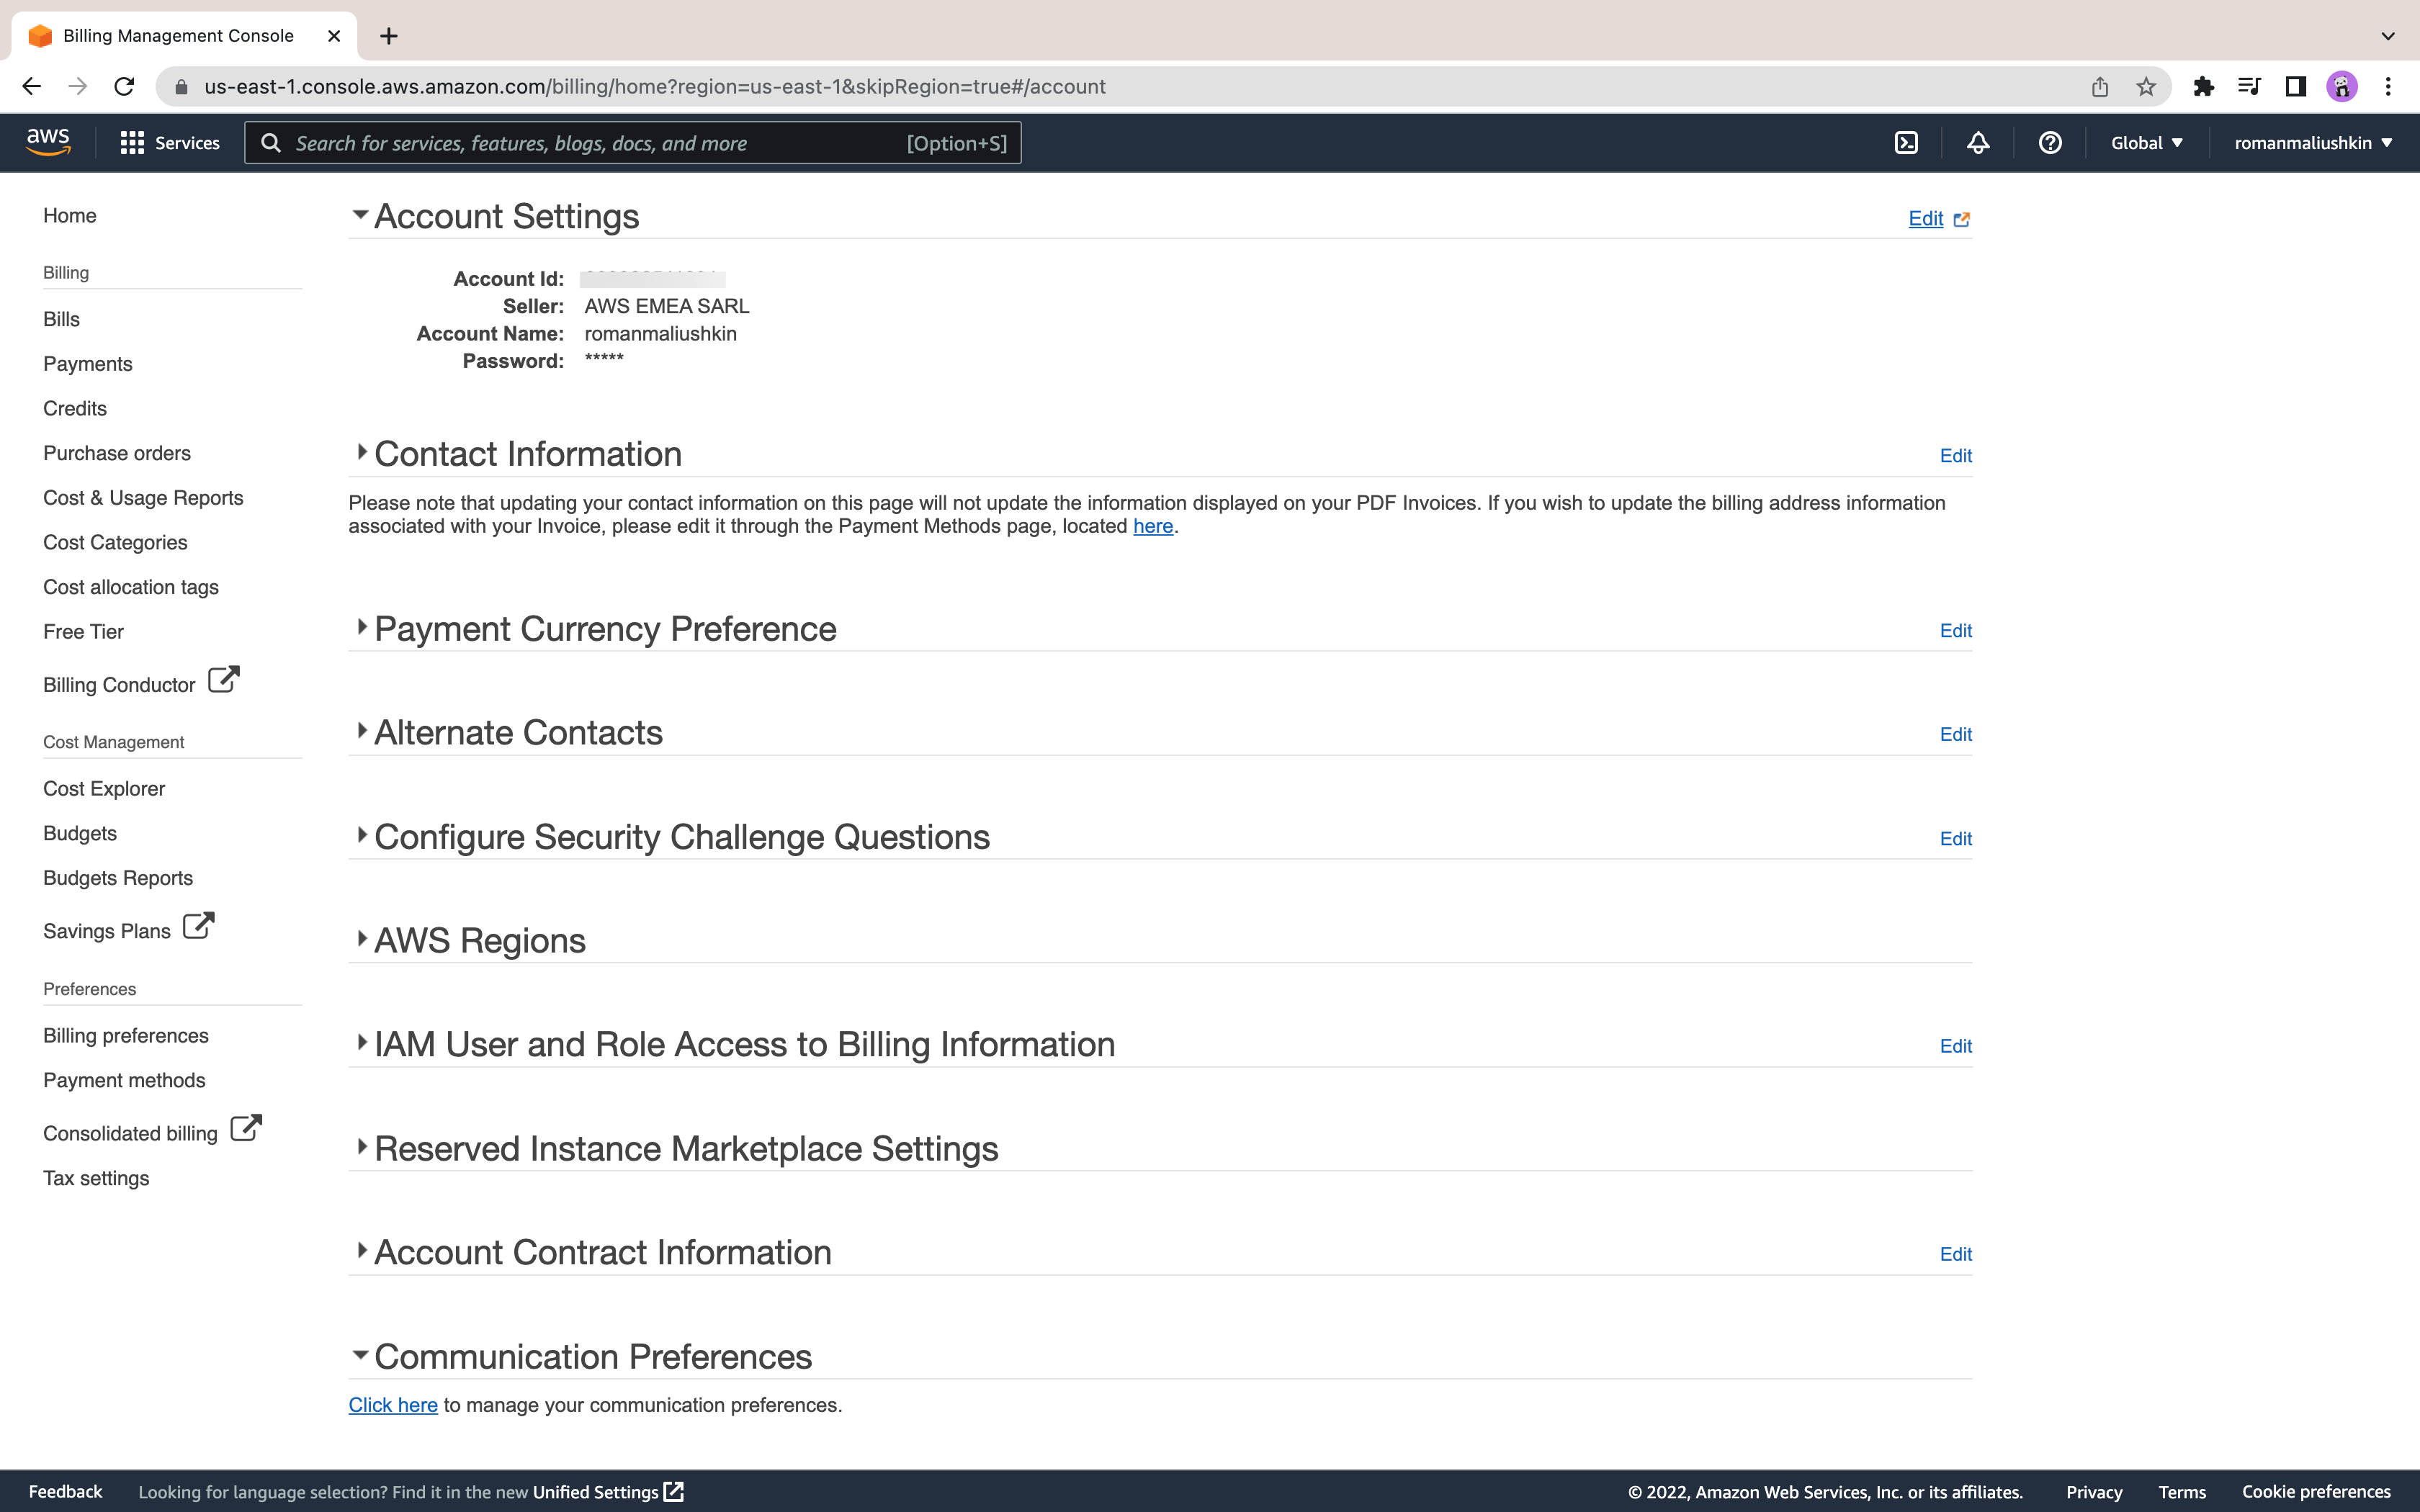 Billing Management Console
us-east-1.console.aws.amazon.com/billing/home?region=us-east-1&skipRegion=true#/account
aws
Services
Search for services, features, blogs, docs, and more [Option+S]
Global
romanmaliushkin
Home
Billing
Bills
Payments
Credits
Purchase orders
Cost & Usage Reports
Cost Categories
Cost allocation tags
Free Tier
Billing Conductor
Cost Management
Cost Explorer
Budgets
Budgets Reports
Savings Plans
Preferences
Billing preferences
Payment methods
Consolidated billing
Tax settings
Account Settings Edit
Account Id:
Seller: AWS EMEA SARL
Account Name: romanmaliushkin
Password: *****
Contact Information Edit
Please note that updating your contact information on this page will not update the information displayed on your PDF Invoices. If you wish to update the billing address information
associated with your Invoice, please edit it through the Payment Methods page, located here.
Payment Currency Preference Edit
Alternate Contacts Edit
Configure Security Challenge Questions Edit
AWS Regions
IAM User and Role Access to Billing Information Edit
Reserved Instance Marketplace Settings
Account Contract Information Edit
Communication Preferences
Click here to manage your communication preferences.
Feedback
Looking for language selection? Find it in the new Unified Settings
© 2022, Amazon Web Services, Inc. or its affiliates.
Privacy
Terms
Cookie preferences